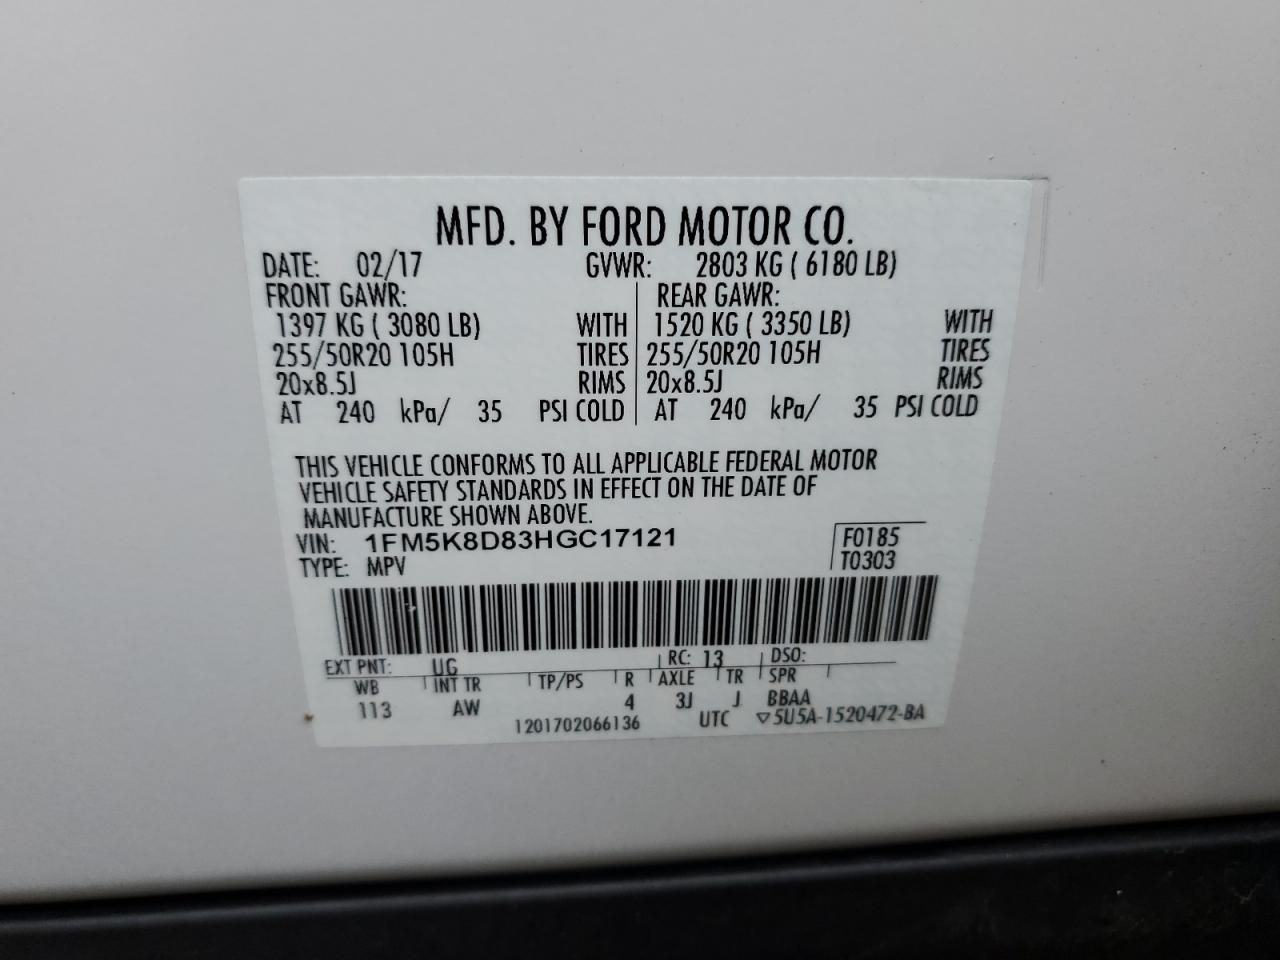 MFD. BY FORD MOTOR CO.
DATE: 02/17 GVWR: 2803 KG ( 6180 LB)
FRONT GAWR: REAR GAWR:
1397 KG ( 3080 LB) WITH 1520 KG ( 3350 LB) WITH
255/50R20 105H TIRES 255/50R20 105H TIRES
20x8.5J RIMS 20x8.5J RIMS
AT 240 kPa/ 35 PSI COLD AT 240 kPa/ 35 PSI COLD
THIS VEHICLE CONFORMS TO ALL APPLICABLE FEDERAL MOTOR
VEHICLE SAFETY STANDARDS IN EFFECT ON THE DATE OF
MANUFACTURE SHOWN ABOVE.
VIN: 1FM5K8D83HGC17121 F0185
TYPE: MPV T0303
EXT PNT: UG RC: 13 DSO:
WB INT TR TP/PS R AXLE TR SPR
113 AW 4 3J J BBAA
1201702066136 UTC ▽5U5A-1520472-BA